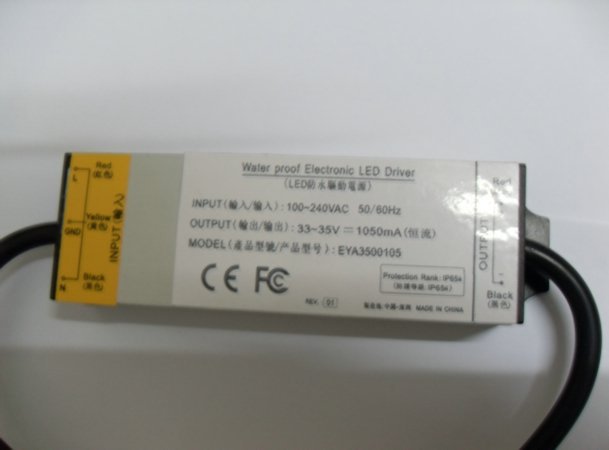 Water proof Electronic LED Driver
(LED防水驅動電源)
INPUT(輸入/输入): 100~240VAC 50/60Hz
OUTPUT(輸出/输出): 33~35V⎓1050mA(恒流)
MODEL(產品型號/产品型号): EYA3500105
CE FC
Protection Rank: IP65
REV. 01
MADE IN CHINA
Red
(紅色)
L
Yellow
(黃色)
GND
Black
(黑色)
N
INPUT(輸入)
OUTPUT
Red
+
Black
(黑色)
-